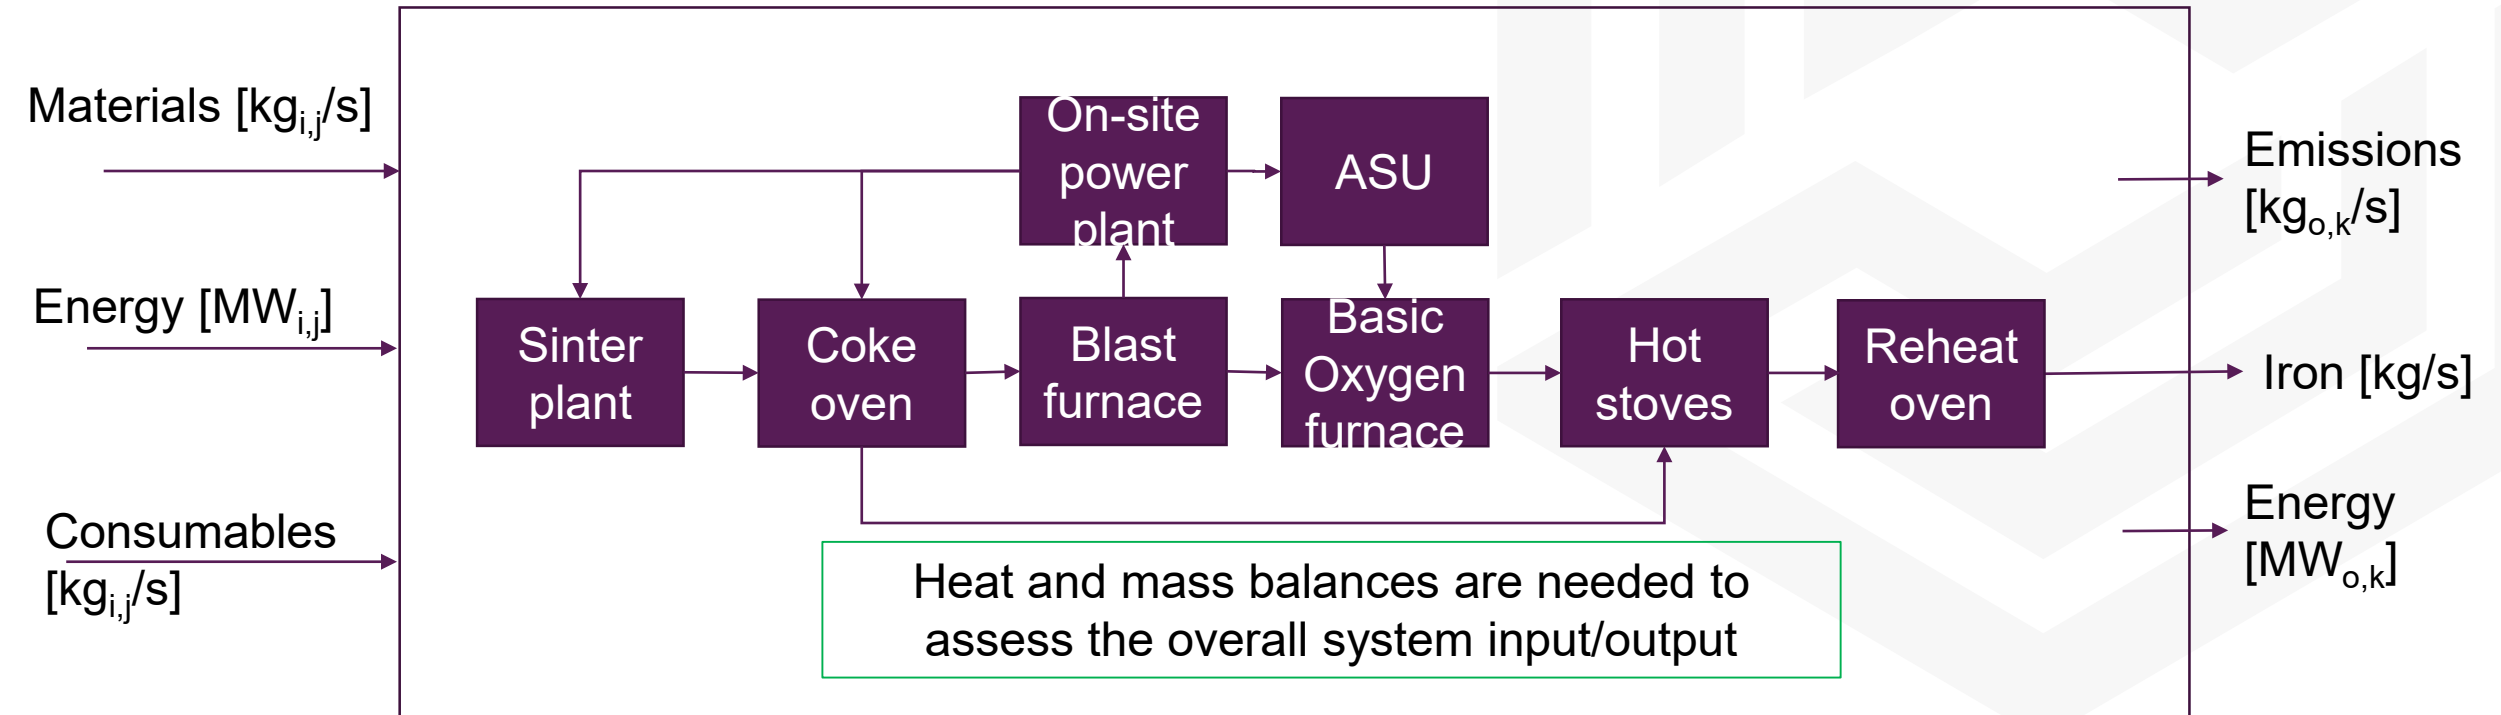 Materials [kgi,j/s]
Energy [MWi,j]
Consumables
[kgi,j/s]
On-site
power
plant
ASU
Sinter
plant
Coke
oven
Blast
furnace
Basic
Oxygen
furnace
Hot
stoves
Reheat
oven
Heat and mass balances are needed to
assess the overall system input/output
Emissions
[kgo,k/s]
Iron [kg/s]
Energy
[MWo,k]